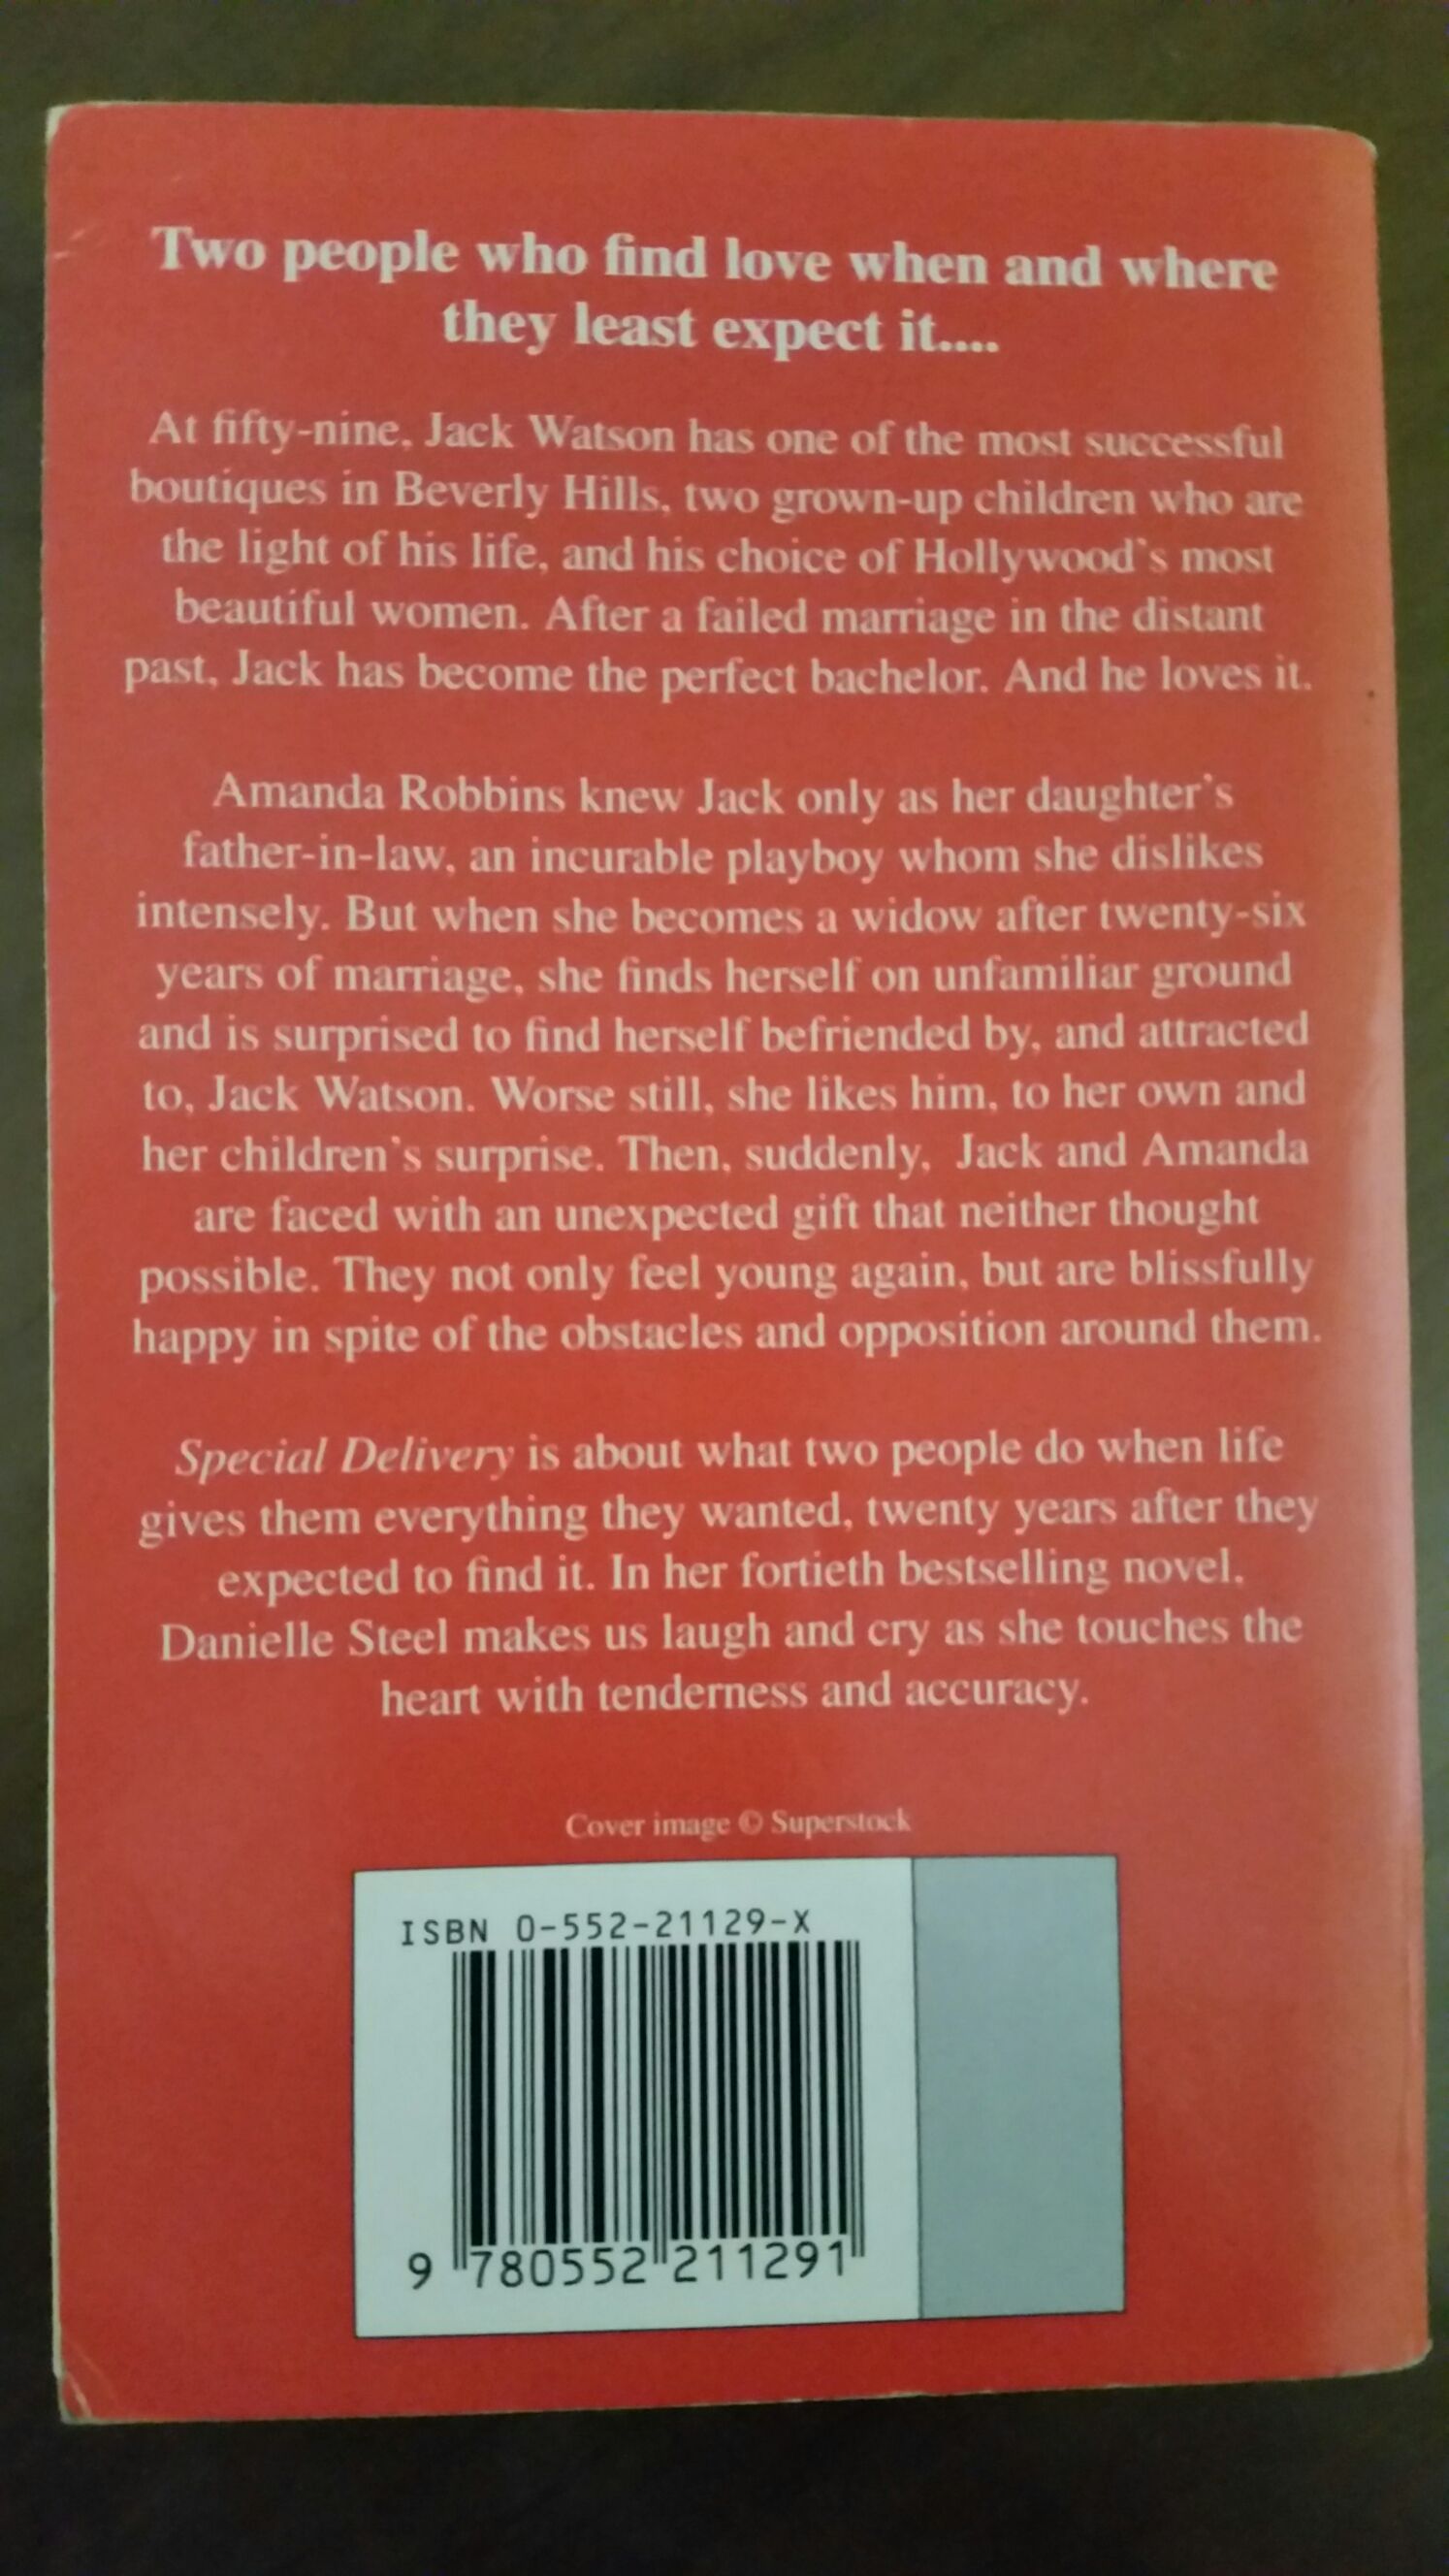 Two people who find love when and where
they least expect it....
At fifty-nine, Jack Watson has one of the most successful
boutiques in Beverly Hills, two grown-up children who are
the light of his life, and his choice of Hollywood's most
beautiful women. After a failed marriage in the distant
past, Jack has become the perfect bachelor. And he loves it.
Amanda Robbins knew Jack only as her daughter's
father-in-law, an incurable playboy whom she dislikes
intensely. But when she becomes a widow after twenty-six
years of marriage, she finds herself on unfamiliar ground
and is surprised to find herself befriended by, and attracted
to, Jack Watson. Worse still, she likes him, to her own and
her children's surprise. Then, suddenly, Jack and Amanda
are faced with an unexpected gift that neither thought
possible. They not only feel young again, but are blissfully
happy in spite of the obstacles and opposition around them.
Special Delivery is about what two people do when life
gives them everything they wanted, twenty years after they
expected to find it. In her fortieth bestselling novel,
Danielle Steel makes us laugh and cry as she touches the
heart with tenderness and accuracy.
Cover image © Superstock
ISBN 0-552-21129-X
9 780552 211291